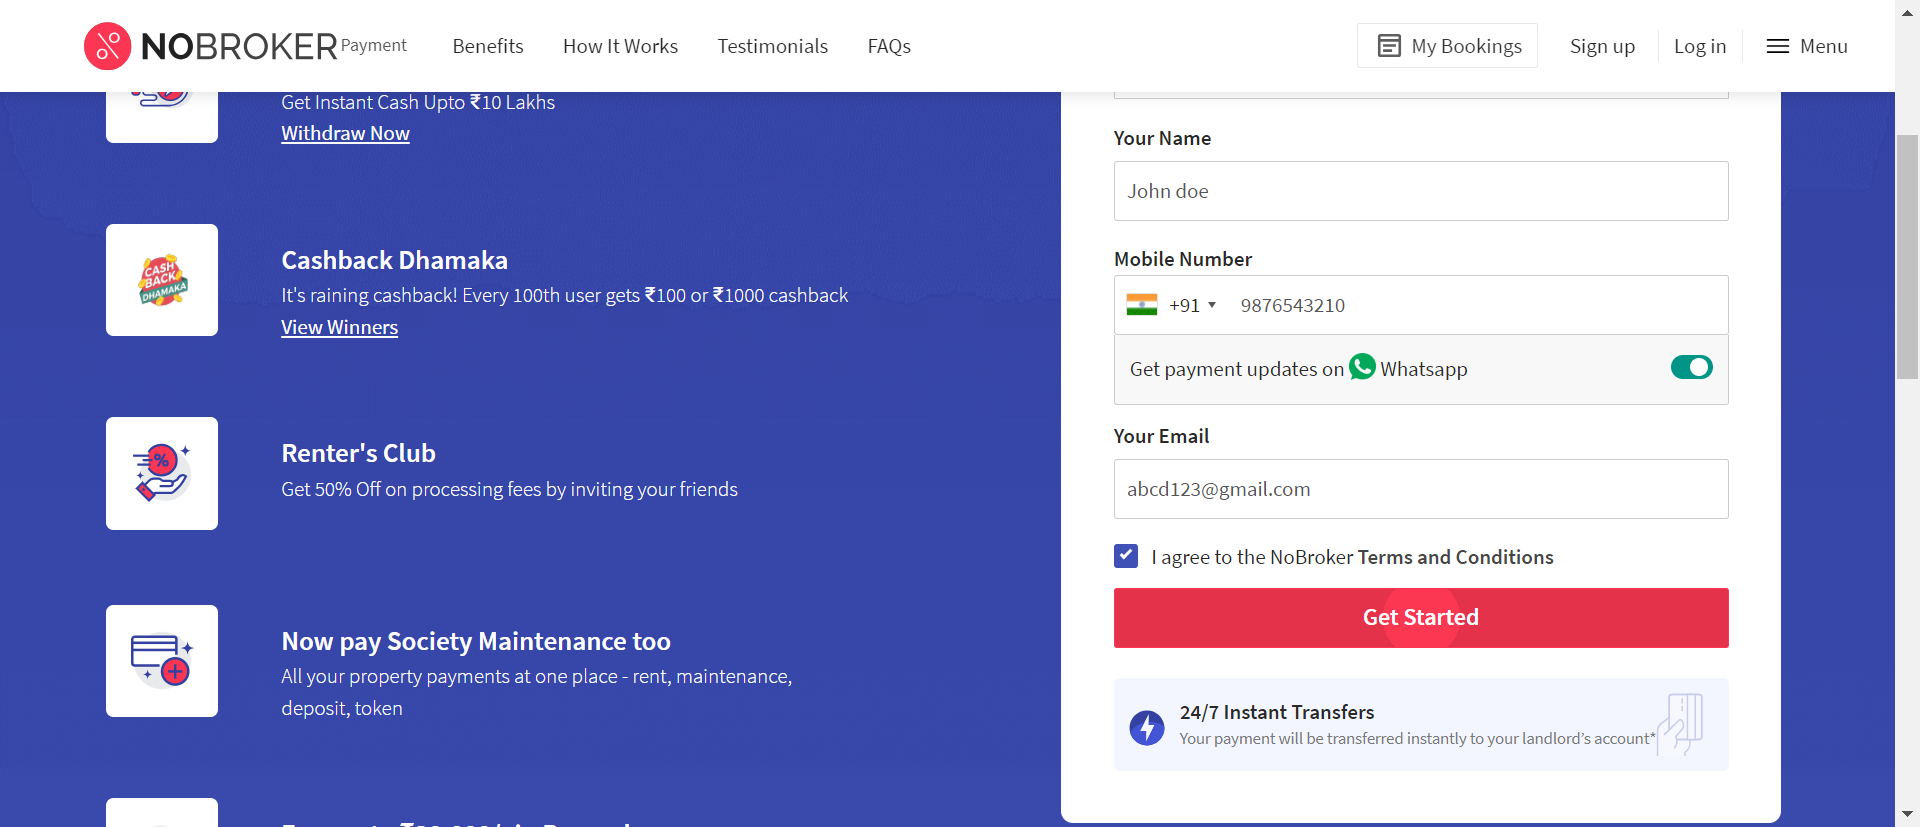 NOBROKER Payment
Benefits
How It Works
Testimonials
FAQs
My Bookings
Sign up
Log in
Menu
Get Instant Cash Upto ₹10 Lakhs
Withdraw Now
CASH
BACK
DHAMAKA
Cashback Dhamaka
It's raining cashback! Every 100th user gets ₹100 or ₹1000 cashback
View Winners
%
Renter's Club
Get 50% Off on processing fees by inviting your friends
Now pay Society Maintenance too
All your property payments at one place - rent, maintenance,
deposit, token
Your Name
John doe
Mobile Number
+91 9876543210
Get payment updates on Whatsapp
Your Email
abcd123@gmail.com
I agree to the NoBroker Terms and Conditions
Get Started
24/7 Instant Transfers
Your payment will be transferred instantly to your landlord’s account*